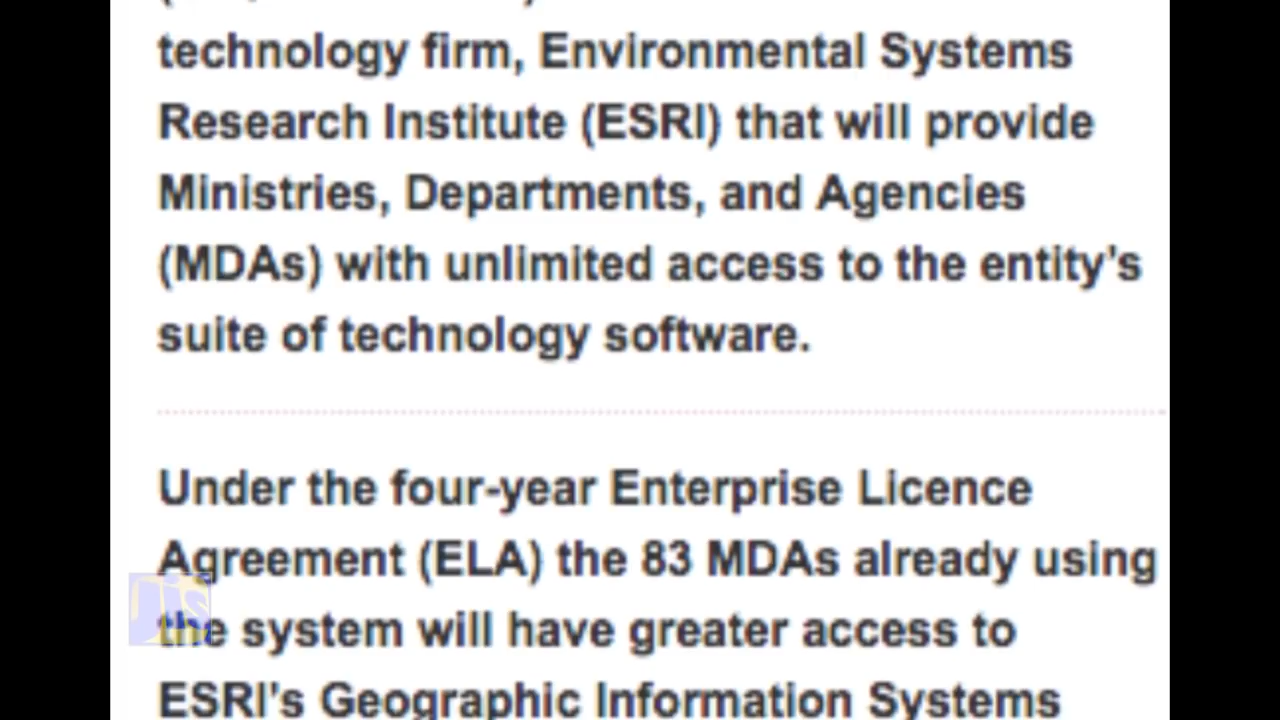 technology firm, Environmental Systems
Research Institute (ESRI) that will provide
Ministries, Departments, and Agencies
(MDAs) with unlimited access to the entity's
suite of technology software.
Under the four-year Enterprise Licence
Agreement (ELA) the 83 MDAs already using
the system will have greater access to
ESRI's Geographic Information Systems
jis